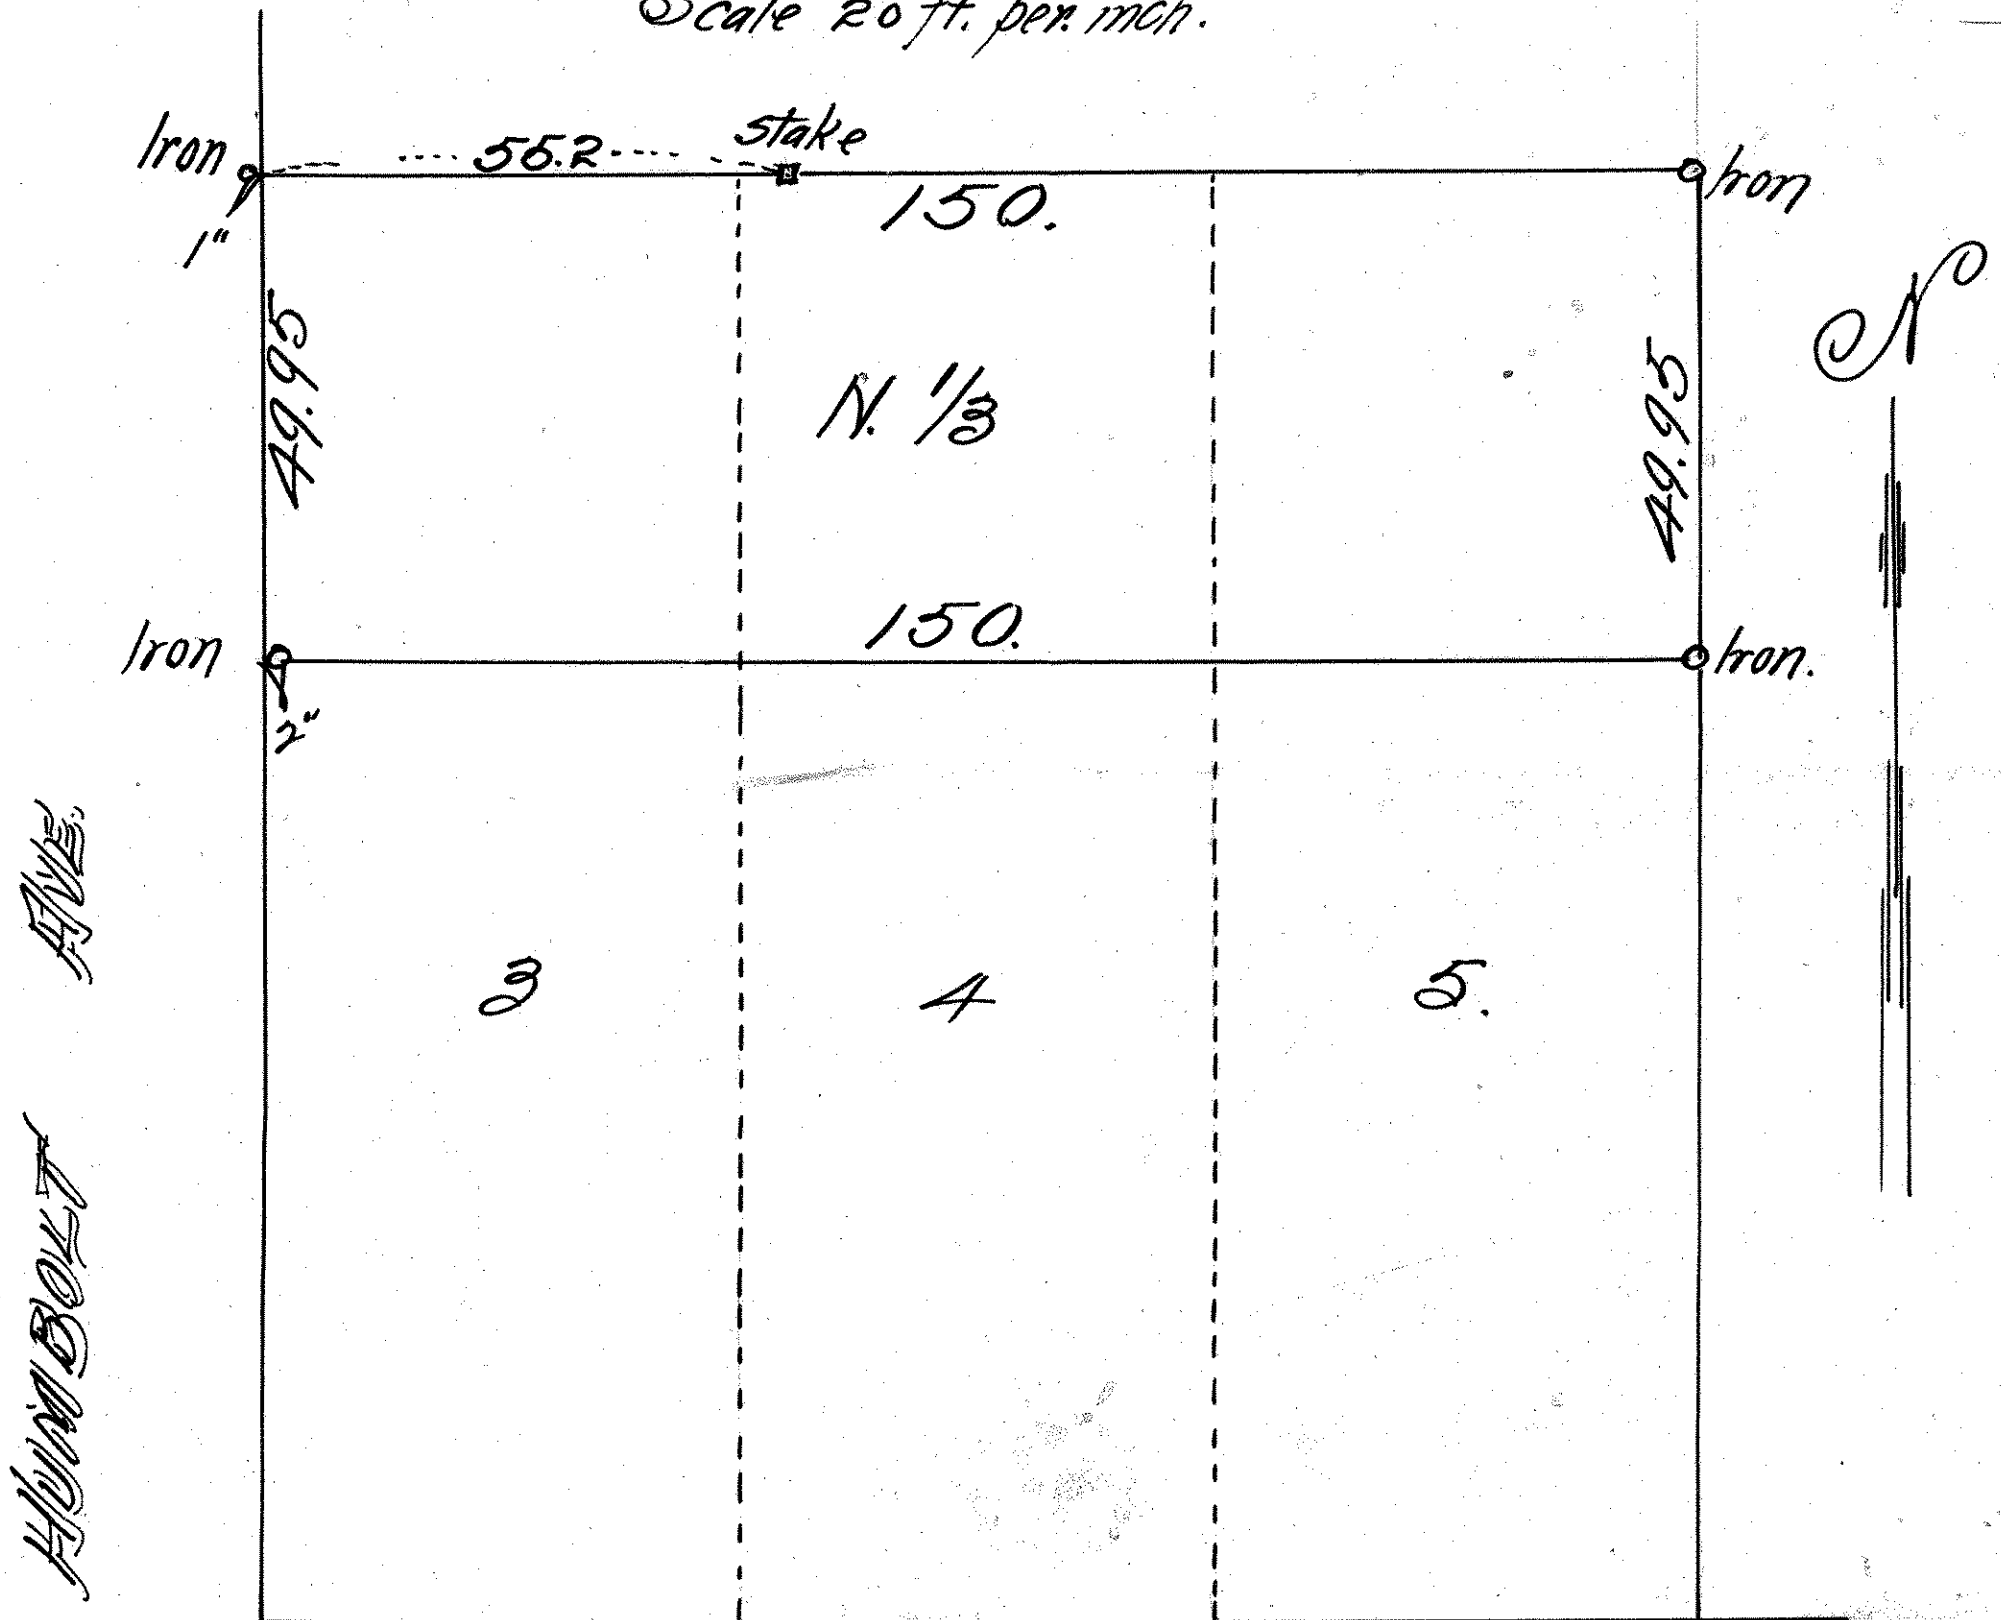 Scale 20 ft. per. inch.
Iron
55.2
stake
Iron
150.
1"
49.95
N
N. 1/3
49.95
150.
Iron
Iron.
2"
HUMBOLT AVE.
3
4
5.